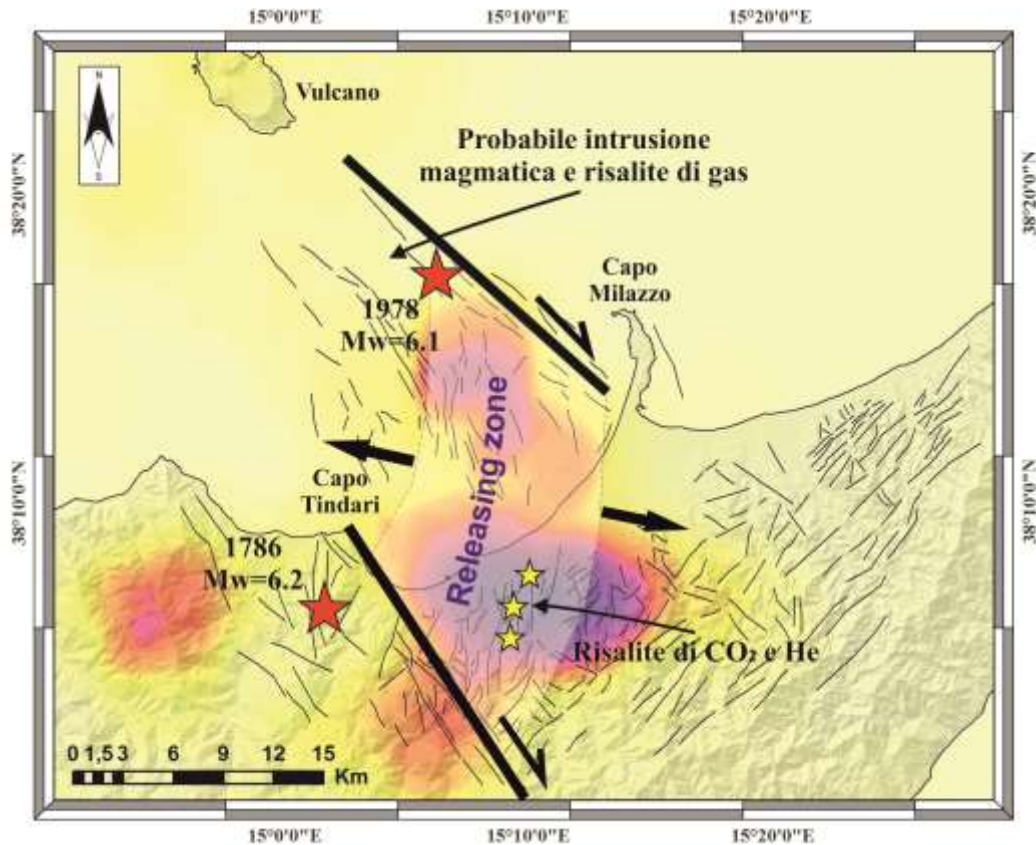 15°0'0"E 15°10'0"E 15°20'0"E
N
S
Vulcano
Probabile intrusione
magmatica e risalite di gas
38°20'0"N
38°20'0"N
Capo
Milazzo
1978
Mw=6.1
Releasing zone
Capo
Tindari
38°10'0"N
38°10'0"N
1786
Mw=6.2
Risalite di CO₂ e He
0 1,5 3 6 9 12 15
Km
15°0'0"E 15°10'0"E 15°20'0"E